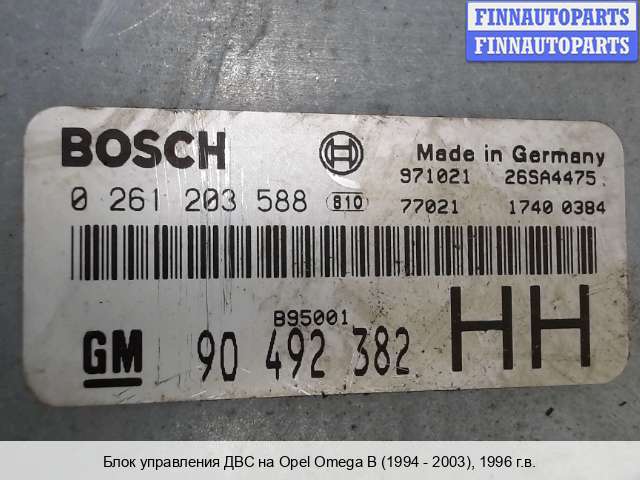 FINNAUTOPARTS
FINNAUTOPARTS
BOSCH
Made in Germany
971021 26SA4475
0 261 203 588 810
77021 1740 0384
B95001
GM 90 492 382 HH
Блок управления ДВС на Opel Omega B (1994 - 2003), 1996 г.в.